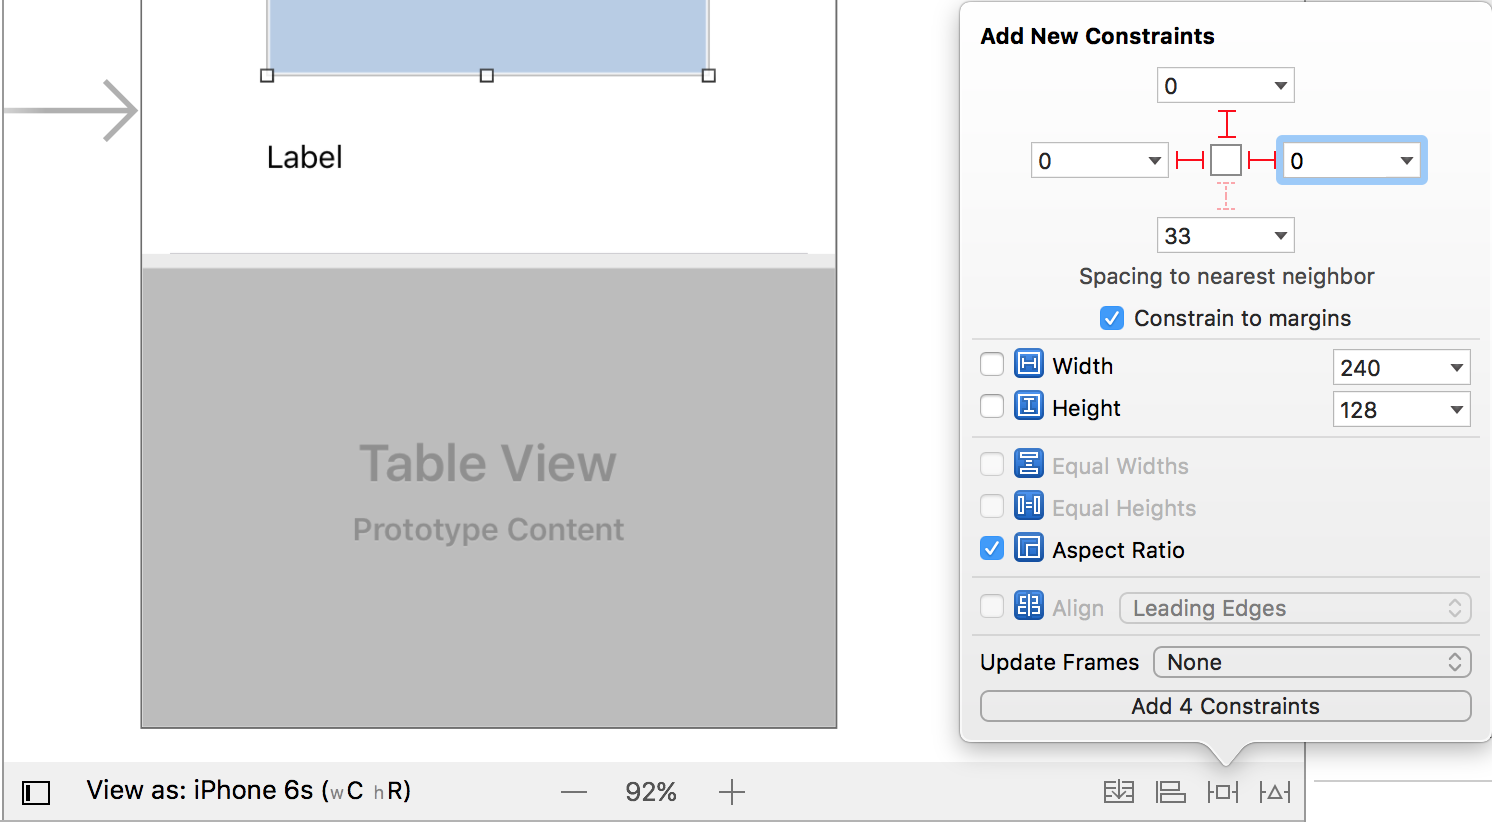 Label
Table View
Prototype Content
View as: iPhone 6s (wC hR)
92%
Add New Constraints
0
0
0
33
Spacing to nearest neighbor
Constrain to margins
Width 240
Height 128
Equal Widths
Equal Heights
Aspect Ratio
Align Leading Edges
Update Frames None
Add 4 Constraints